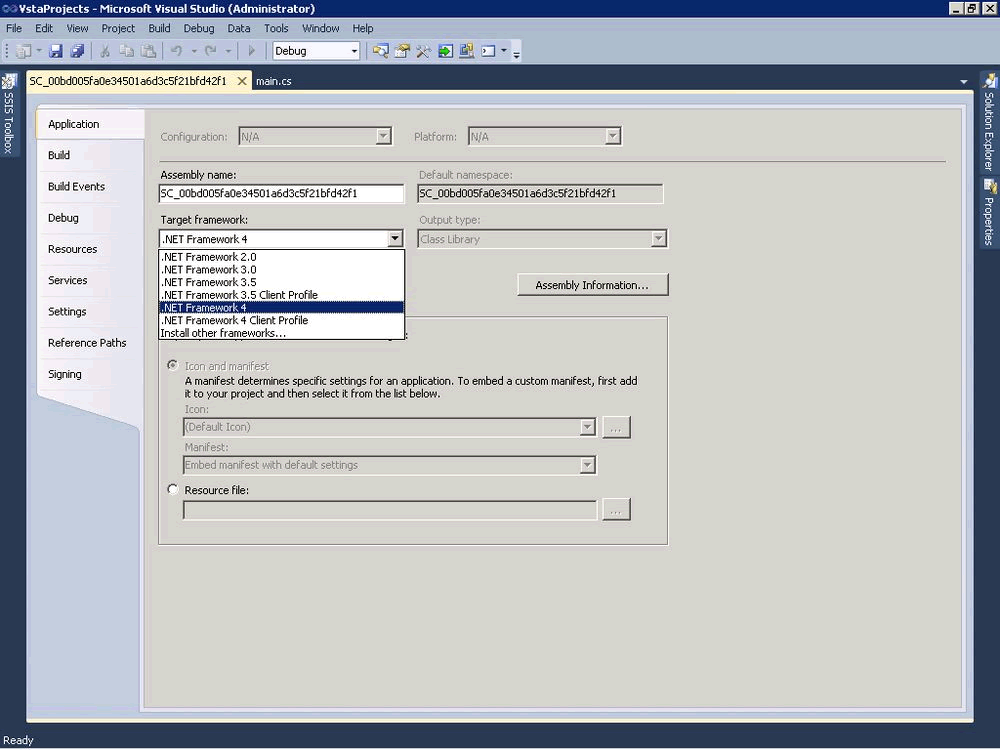 VstaProjects - Microsoft Visual Studio (Administrator)
File Edit View Project Build Debug Data Tools Window Help
Debug
SC_00bd005fa0e34501a6d3c5f21bfd42f1 main.cs
SSIS Toolbox
Solution Explorer
Properties
Application
Build
Build Events
Debug
Resources
Services
Settings
Reference Paths
Signing
Configuration: N/A Platform: N/A
Assembly name: Default namespace:
SC_00bd005fa0e34501a6d3c5f21bfd42f1 SC_00bd005fa0e34501a6d3c5f21bfd42f1
Target framework: Output type:
.NET Framework 4 Class Library
.NET Framework 2.0
.NET Framework 3.0
.NET Framework 3.5
.NET Framework 3.5 Client Profile
.NET Framework 4
.NET Framework 4 Client Profile
Install other frameworks...
Assembly Information...
Icon and manifest
A manifest determines specific settings for an application. To embed a custom manifest, first add
it to your project and then select it from the list below.
Icon:
(Default Icon) ...
Manifest:
Embed manifest with default settings
Resource file:
...
Ready